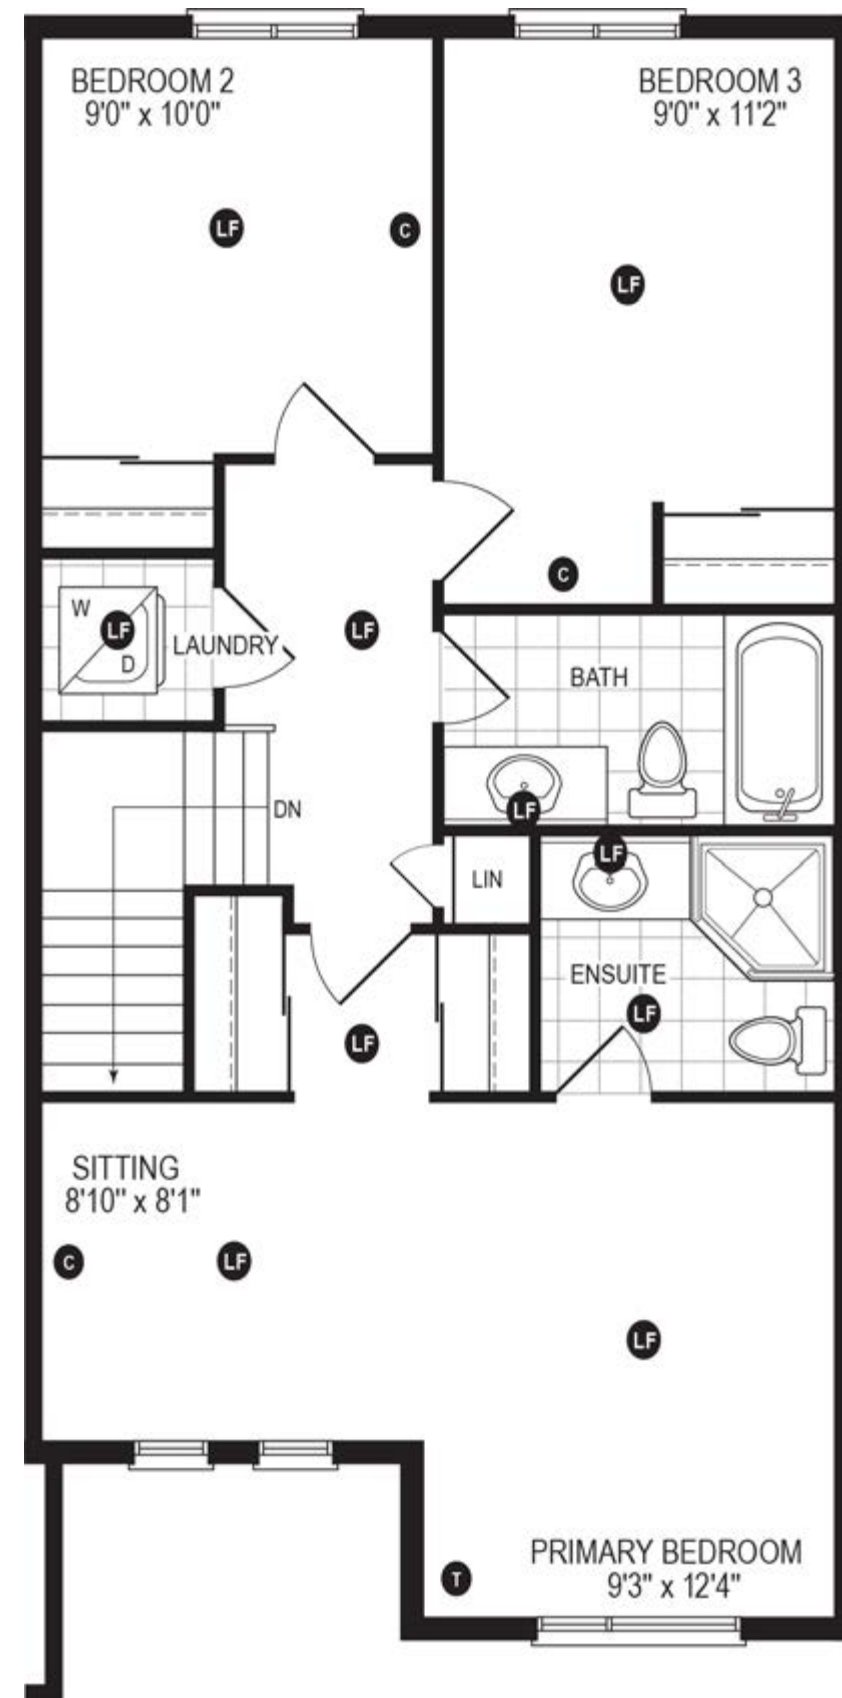 BEDROOM 2
9'0" x 10'0"
BEDROOM 3
9'0" x 11'2"
LF
C
LF
C
W
LF
D
LAUNDRY
LF
BATH
LF
DN
LF
LIN
ENSUITE
LF
LF
SITTING
8'10" x 8'1"
C
LF
LF
PRIMARY BEDROOM
9'3" x 12'4"
T